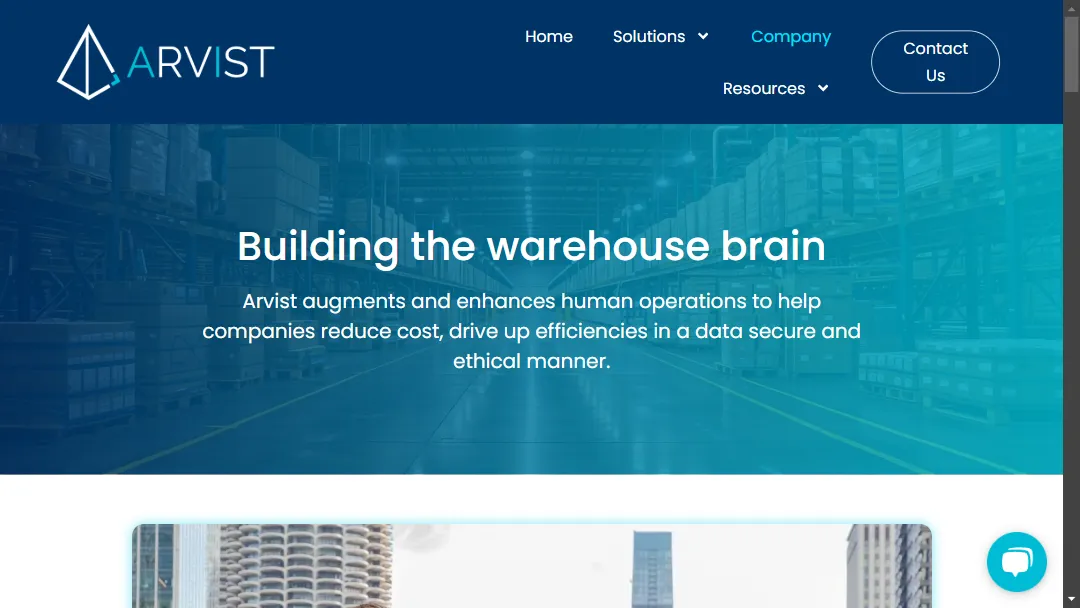 ARVIST
Home
Solutions
Company
Resources
Contact
Us
Building the warehouse brain
Arvist augments and enhances human operations to help
companies reduce cost, drive up efficiencies in a data secure and
ethical manner.